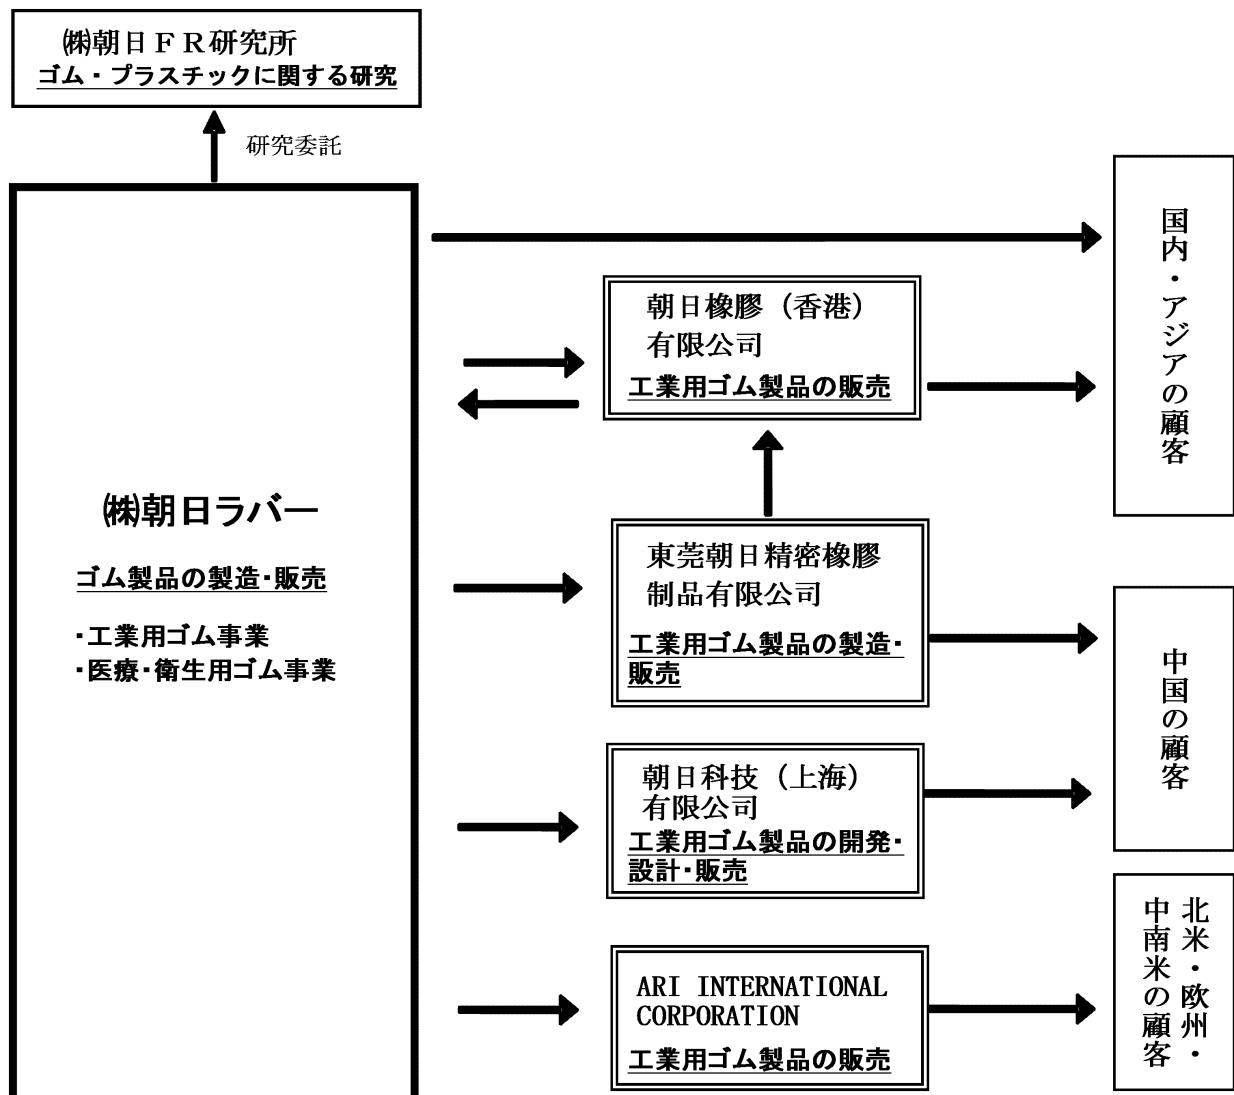 ㈱朝日ＦＲ研究所
ゴム・プラスチックに関する研究
研究委託
㈱朝日ラバー
ゴム製品の製造・販売
・工業用ゴム事業
・医療・衛生用ゴム事業
朝日橡膠（香港）
有限公司
工業用ゴム製品の販売
東莞朝日精密橡膠
制品有限公司
工業用ゴム製品の製造・
販売
朝日科技（上海）
有限公司
工業用ゴム製品の開発・
設計・販売
ARI INTERNATIONAL
CORPORATION
工業用ゴム製品の販売
国内・アジアの顧客
中国の顧客
北米・欧州・
中南米の顧客